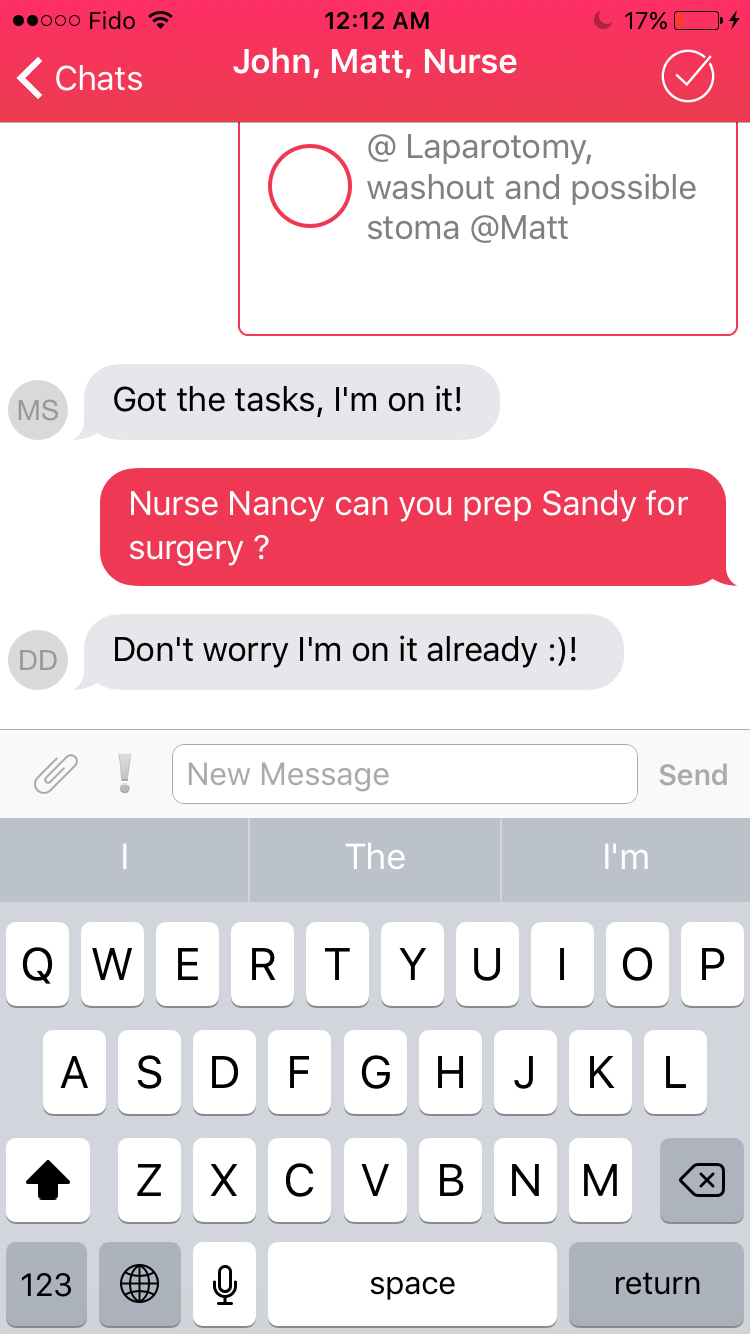 Fido 12:12 AM 17%
Chats John, Matt, Nurse
@ Laparotomy,
washout and possible
stoma @Matt
MS Got the tasks, I'm on it!
Nurse Nancy can you prep Sandy for
surgery ?
DD Don't worry I'm on it already :)!
New Message Send
I The I'm
Q W E R T Y U I O P
A S D F G H J K L
Z X C V B N M
123 space return